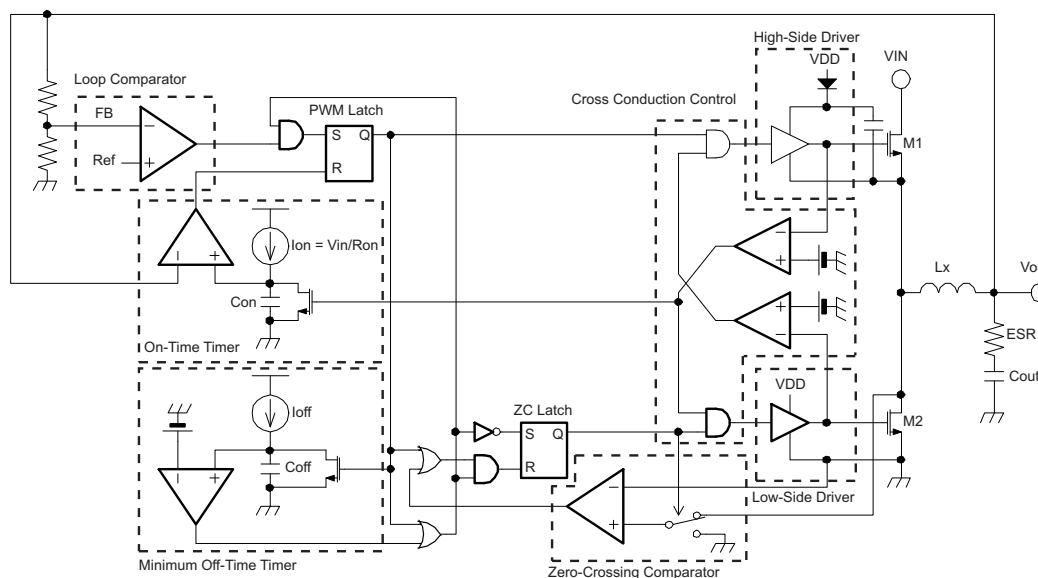 High-Side Driver
VDD
VIN
Loop Comparator
Cross Conduction Control
FB
PWM Latch
−
S
Q
M1
Ref
+
R
−
+
Ion = Vin/Ron
−
+
Lx
Vo
Con
+
−
ESR
On-Time Timer
Cout
VDD
Ioff
ZC Latch
S
Q
M2
−
+
Coff
R
−
Low-Side Driver
+
Minimum Off-Time Timer
Zero-Crossing Comparator